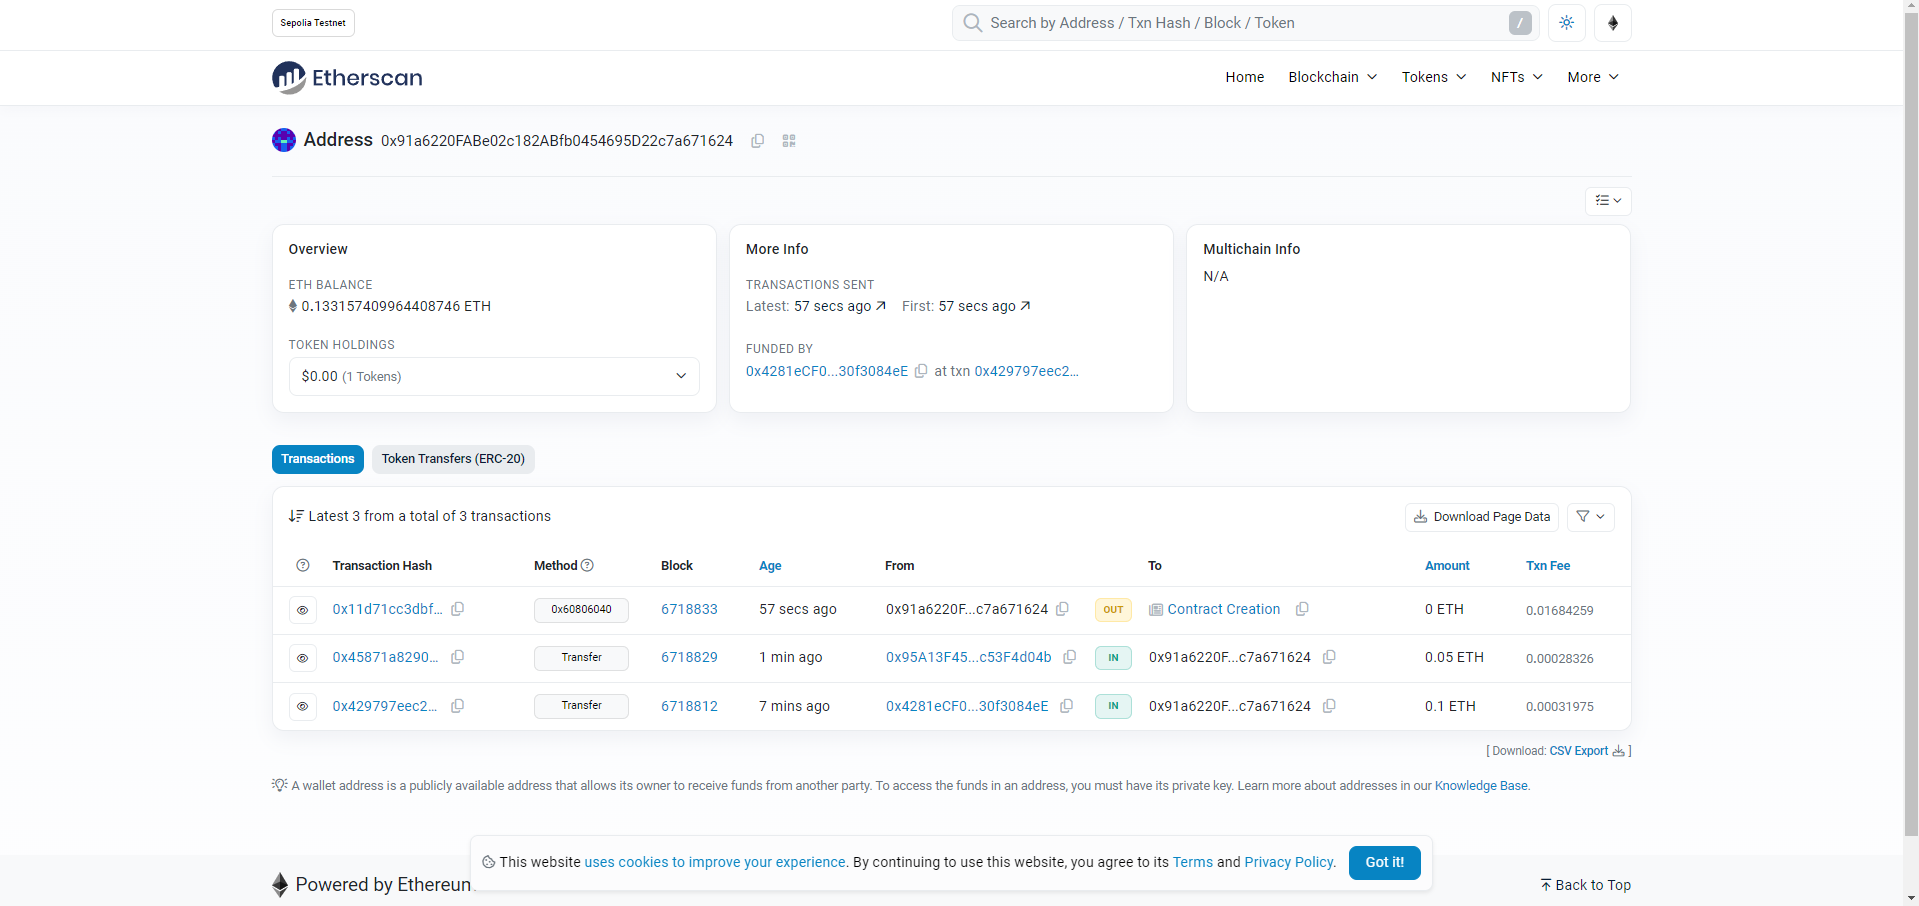 Sepolia Testnet
Search by Address / Txn Hash / Block / Token
/
Etherscan
Home Blockchain Tokens NFTs More
Address 0x91a6220FABe02c182ABfb0454695D22c7a671624
Overview
ETH BALANCE
0.133157409964408746 ETH
TOKEN HOLDINGS
$0.00 (1 Tokens)
More Info
TRANSACTIONS SENT
Latest: 57 secs ago First: 57 secs ago
FUNDED BY
0x4281eCF0...30f3084eE at txn 0x429797eec2...
Multichain Info
N/A
Transactions Token Transfers (ERC-20)
Latest 3 from a total of 3 transactions
Download Page Data
Transaction Hash Method Block Age From To Amount Txn Fee
0x11d71cc3dbf... 0x60806040 6718833 57 secs ago 0x91a6220F...c7a671624 OUT Contract Creation 0 ETH 0.01684259
0x45871a8290... Transfer 6718829 1 min ago 0x95A13F45...c53F4d04b IN 0x91a6220F...c7a671624 0.05 ETH 0.00028326
0x429797eec2... Transfer 6718812 7 mins ago 0x4281eCF0...30f3084eE IN 0x91a6220F...c7a671624 0.1 ETH 0.00031975
[ Download: CSV Export ]
A wallet address is a publicly available address that allows its owner to receive funds from another party. To access the funds in an address, you must have its private key. Learn more about addresses in our Knowledge Base.
This website uses cookies to improve your experience. By continuing to use this website, you agree to its Terms and Privacy Policy.
Got it!
Powered by Ethereum
Back to Top